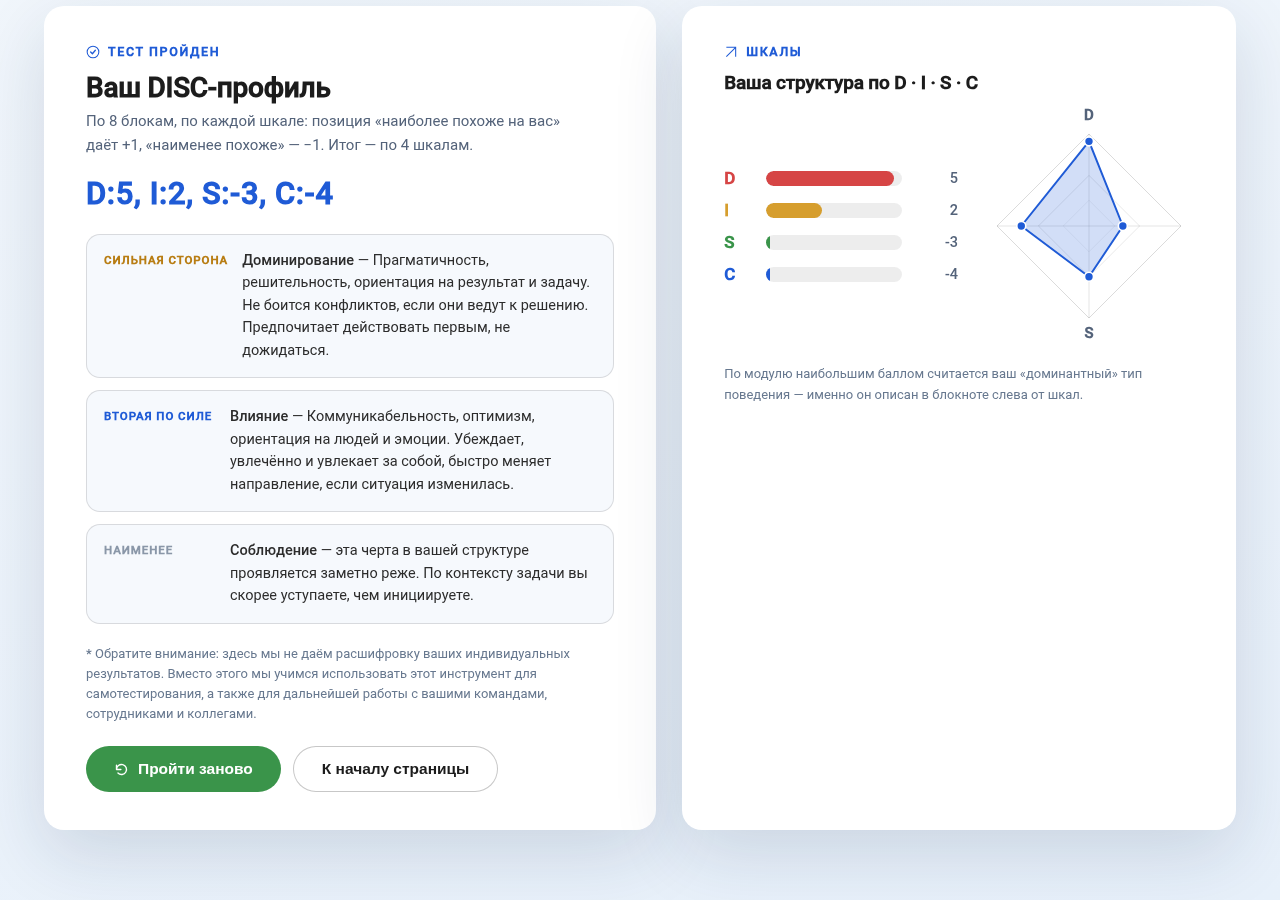 ТЕСТ ПРОЙДЕН
Ваш DISC-профиль
По 8 блокам, по каждой шкале: позиция «наиболее похоже на вас»
даёт +1, «наименее похоже» — −1. Итог — по 4 шкалам.
D:5, I:2, S:-3, C:-4
СИЛЬНАЯ СТОРОНА
Доминирование — Прагматичность,
решительность, ориентация на результат и задачу.
Не боится конфликтов, если они ведут к решению.
Предпочитает действовать первым, не
дожидаться.
ВТОРАЯ ПО СИЛЕ
Влияние — Коммуникабельность, оптимизм,
ориентация на людей и эмоции. Убеждает,
увлечённо и увлекает за собой, быстро меняет
направление, если ситуация изменилась.
НАИМЕНЕЕ
Соблюдение — эта черта в вашей структуре
проявляется заметно реже. По контексту задачи вы
скорее уступаете, чем инициируете.
* Обратите внимание: здесь мы не даём расшифровку ваших индивидуальных
результатов. Вместо этого мы учимся использовать этот инструмент для
самотестирования, а также для дальнейшей работы с вашими командами,
сотрудниками и коллегами.
Пройти заново
К началу страницы
ШКАЛЫ
Ваша структура по D · I · S · C
D 5
I 2
S -3
C -4
D
S
По модулю наибольшим баллом считается ваш «доминантный» тип
поведения — именно он описан в блокноте слева от шкал.